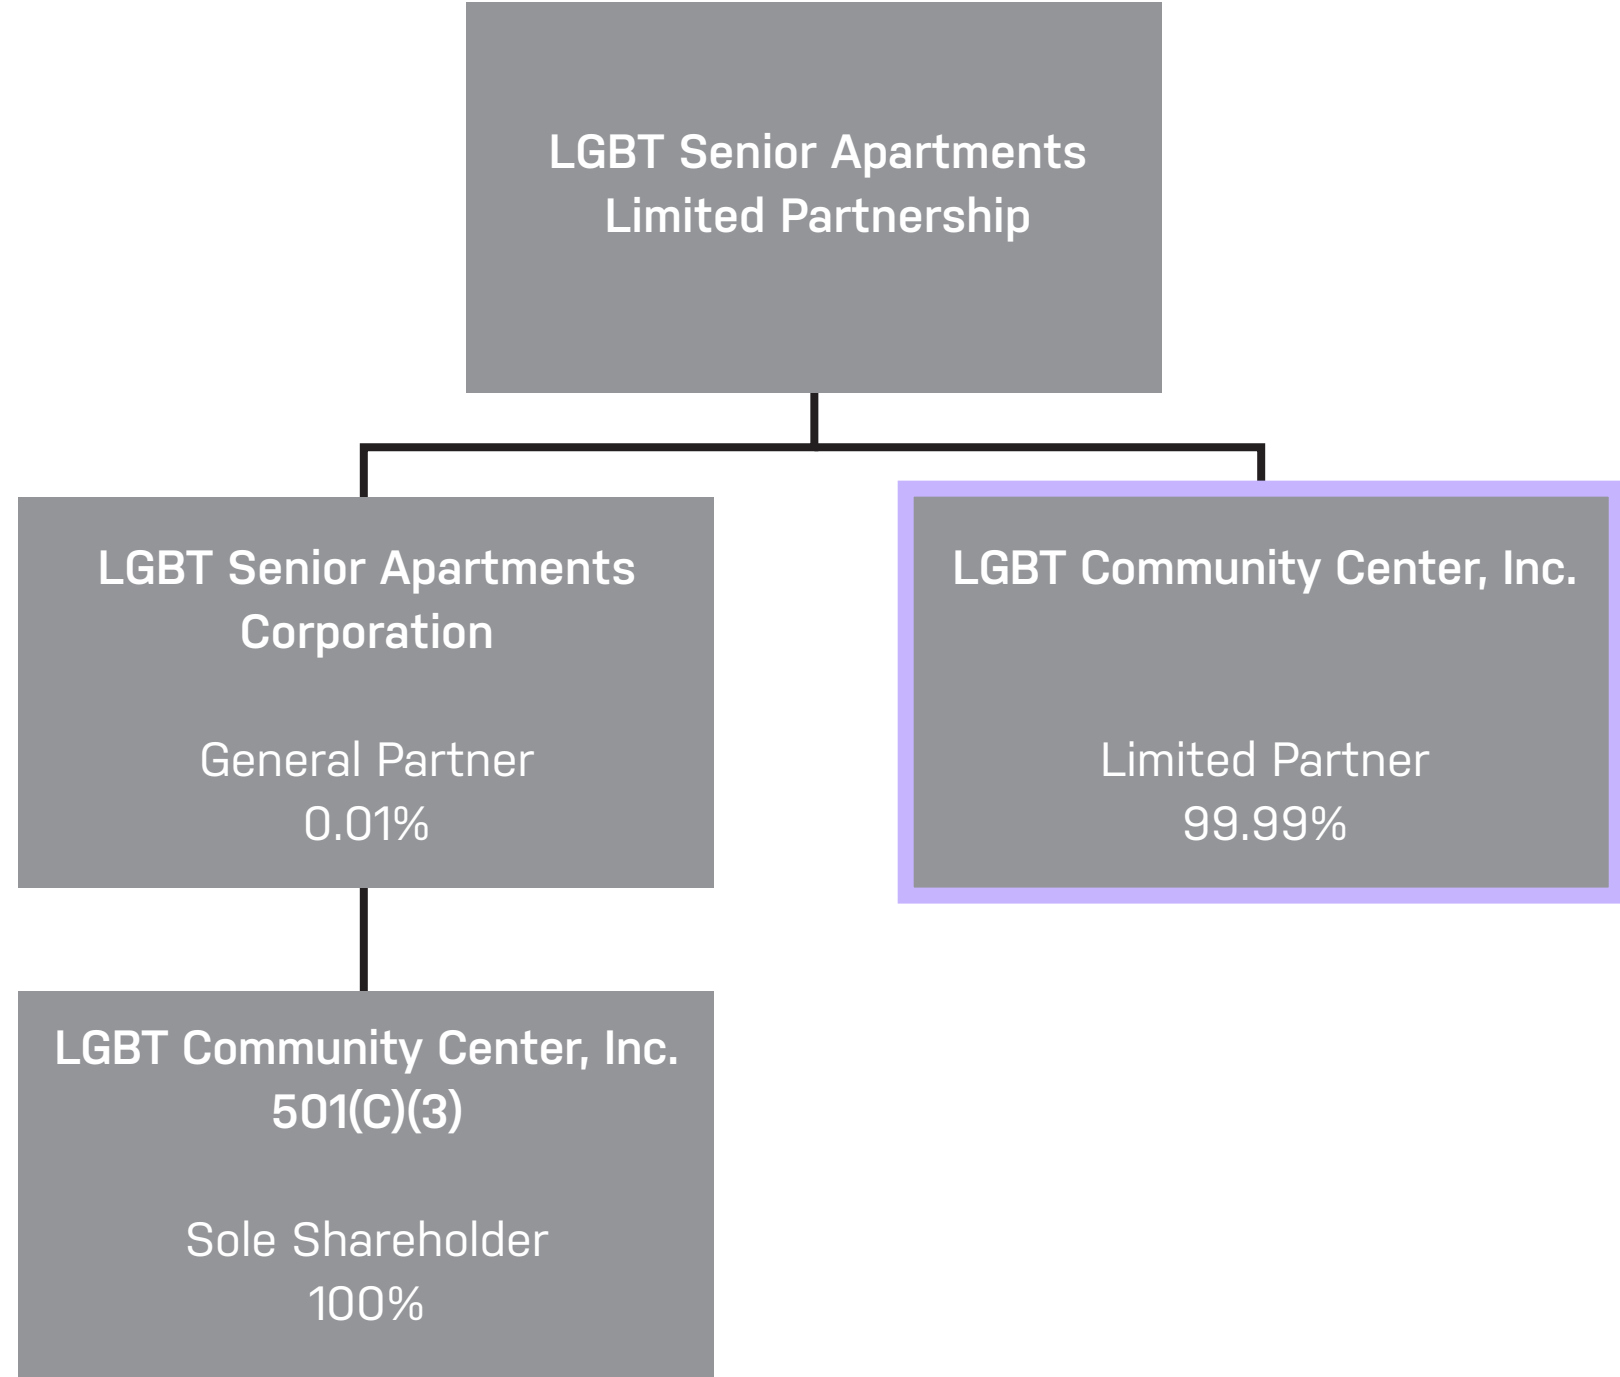 LGBT Senior Apartments
Limited Partnership
LGBT Senior Apartments
Corporation
General Partner
0.01%
LGBT Community Center, Inc.
Limited Partner
99.99%
LGBT Community Center, Inc.
501(C)(3)
Sole Shareholder
100%